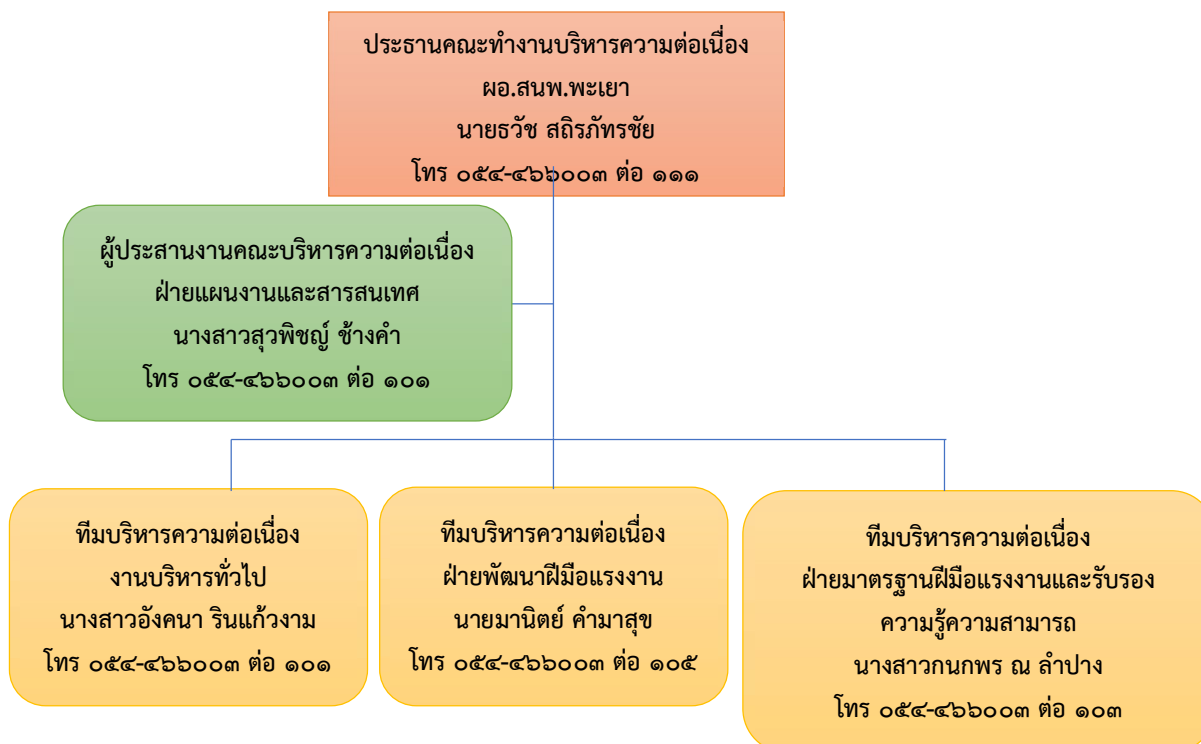 ประธานคณะทำงานบริหารความต่อเนื่อง
ผอ.สนพ.พะเยา
นายธวัช สถิรภัทรชัย
โทร ๐๕๔-๔๖๖๐๐๓ ต่อ ๑๑๑
ผู้ประสานงานคณะบริหารความต่อเนื่อง
ฝ่ายแผนงานและสารสนเทศ
นางสาวสุวพิชญ์ ช้างคำ
โทร ๐๕๔-๔๖๖๐๐๓ ต่อ ๑๐๑
ทีมบริหารความต่อเนื่อง
งานบริหารทั่วไป
นางสาวอังคนา รินแก้วงาม
โทร ๐๕๔-๔๖๖๐๐๓ ต่อ ๑๐๑
ทีมบริหารความต่อเนื่อง
ฝ่ายพัฒนาฝีมือแรงงาน
นายมานิตย์ คำมาสุข
โทร ๐๕๔-๔๖๖๐๐๓ ต่อ ๑๐๕
ทีมบริหารความต่อเนื่อง
ฝ่ายมาตรฐานฝีมือแรงงานและรับรอง
ความรู้ความสามารถ
นางสาวกนกพร ณ ลำปาง
โทร ๐๕๔-๔๖๖๐๐๓ ต่อ ๑๐๓